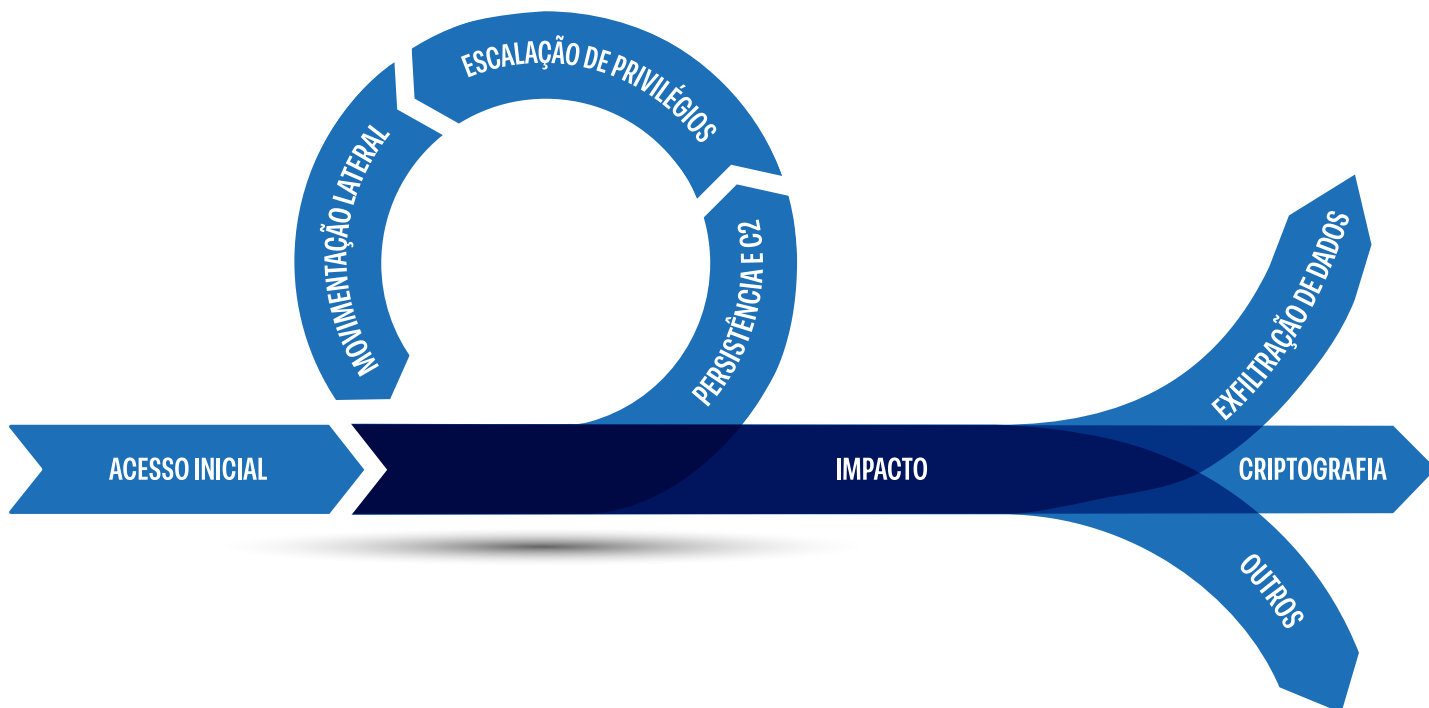 ACESSO INICIAL
PERSISTÊNCIA E C2
ESCALAÇÃO DE PRIVILÉGIOS
MOVIMENTAÇÃO LATERAL
IMPACTO
EXFILTRAÇÃO DE DADOS
CRIPTOGRAFIA
OUTROS